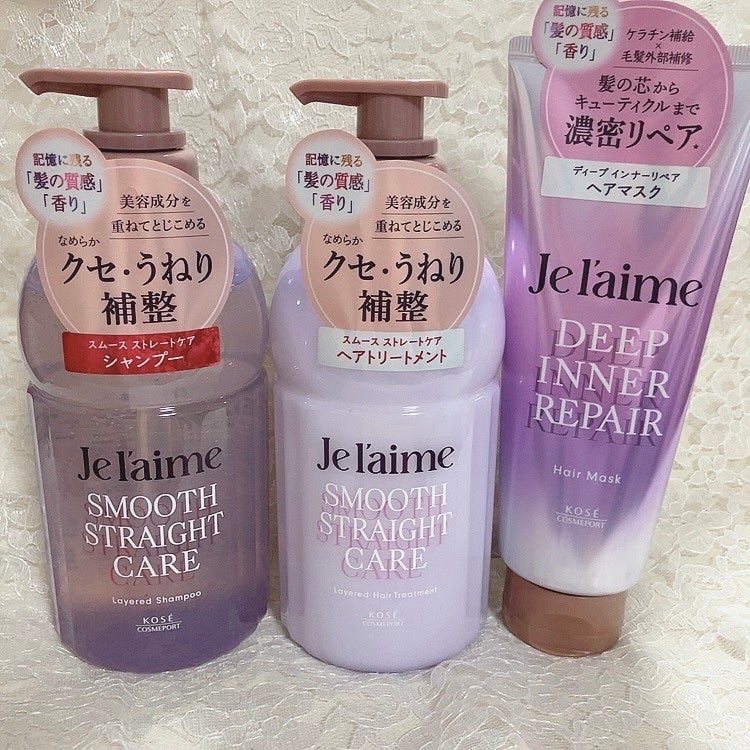 記憶に残る
「髪の質感」
「香り」
美容成分を
重ねてとじこめる
なめらか
クセ・うねり
補整
スムース ストレートケア
シャンプー
Je l'aime
SMOOTH
STRAIGHT
CARE
Layered Shampoo
KOSÉ
COSMEPORT
記憶に残る
「髪の質感」
「香り」
美容成分を
重ねてとじこめる
なめらか
クセ・うねり
補整
スムース ストレートケア
ヘアトリートメント
Je l'aime
SMOOTH
STRAIGHT
CARE
Layered Hair Treatment
KOSÉ
COSMEPORT
記憶に残る
「髪の質感」
「香り」
ケラチン補給
×
毛髪外部補修
髪の芯から
キューティクルまで
濃密リペア*
ディープ インナーリペア
ヘアマスク
Je l'aime
DEEP
INNER
REPAIR
Hair Mask
KOSÉ
COSMEPORT